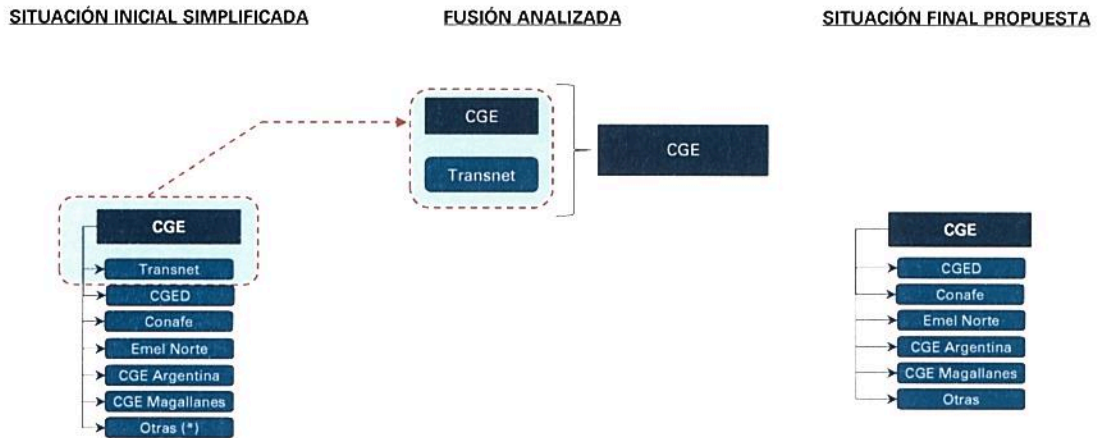 SITUACIÓN INICIAL SIMPLIFICADA
FUSIÓN ANALIZADA
SITUACIÓN FINAL PROPUESTA
CGE
Transnet
CGE
CGE
Transnet
CGED
Conafe
Emel Norte
CGE Argentina
CGE Magallanes
Otras (*)
CGE
CGED
Conafe
Emel Norte
CGE Argentina
CGE Magallanes
Otras